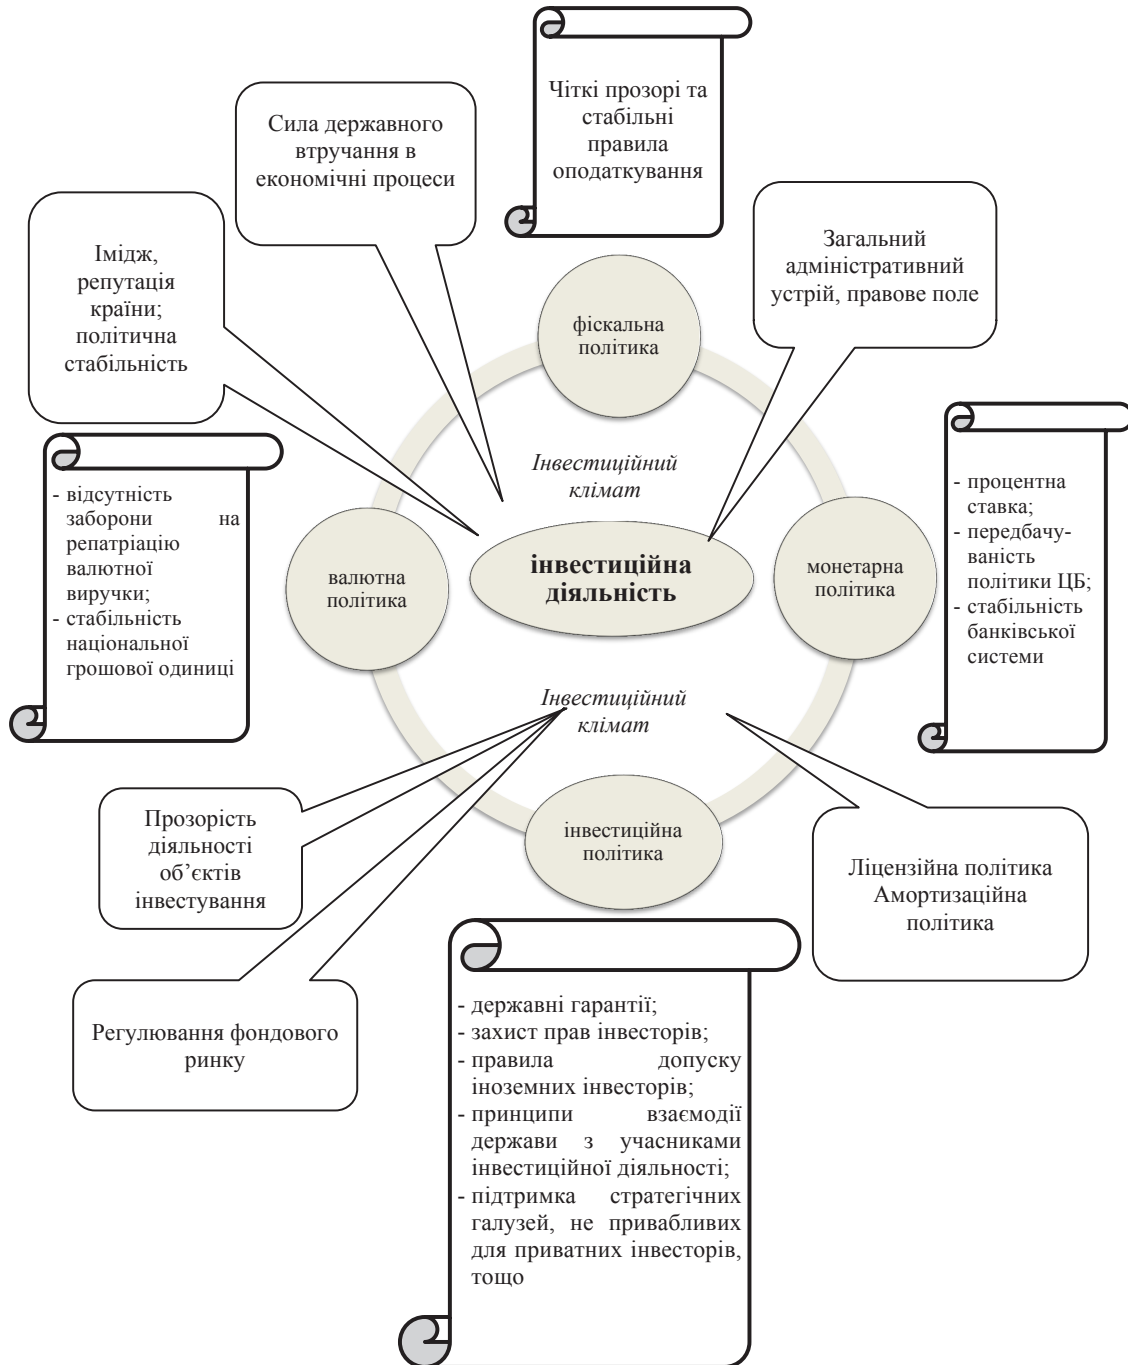 Чіткі прозорі та
стабільні
правила
оподаткування
Сила державного
втручання в
економічні процеси
Імідж,
репутація
країни;
політична
стабільність
Загальний
адміністративний
устрій, правове поле
фіскальна
політика
Інвестиційний
клімат
- відсутність
заборони на
репатріацію
валютної
виручки;
- стабільність
національної
грошової одиниці
валютна
політика
інвестиційна
діяльність
монетарна
політика
- процентна
ставка;
- передбачу-
ваність
політики ЦБ;
- стабільність
банківської
системи
Інвестиційний
клімат
Прозорість
діяльності
об’єктів
інвестування
інвестиційна
політика
Ліцензійна політика
Амортизаційна
політика
Регулювання фондового
ринку
- державні гарантії;
- захист прав інвесторів;
- правила допуску
іноземних інвесторів;
- принципи взаємодії
держави з учасниками
інвестиційної діяльності;
- підтримка стратегічних
галузей, не привабливих
для приватних інвесторів,
тощо